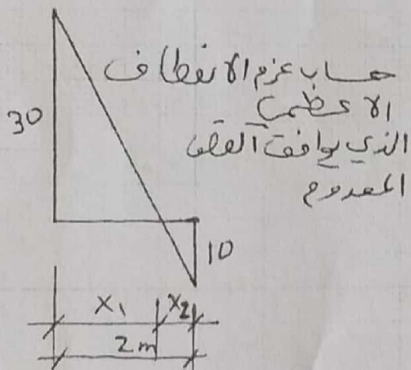 حساب عزم الانعطاف
الاعظمي
الذي يوافق القص
المعدوم
30
10
X₁ X₂
2m